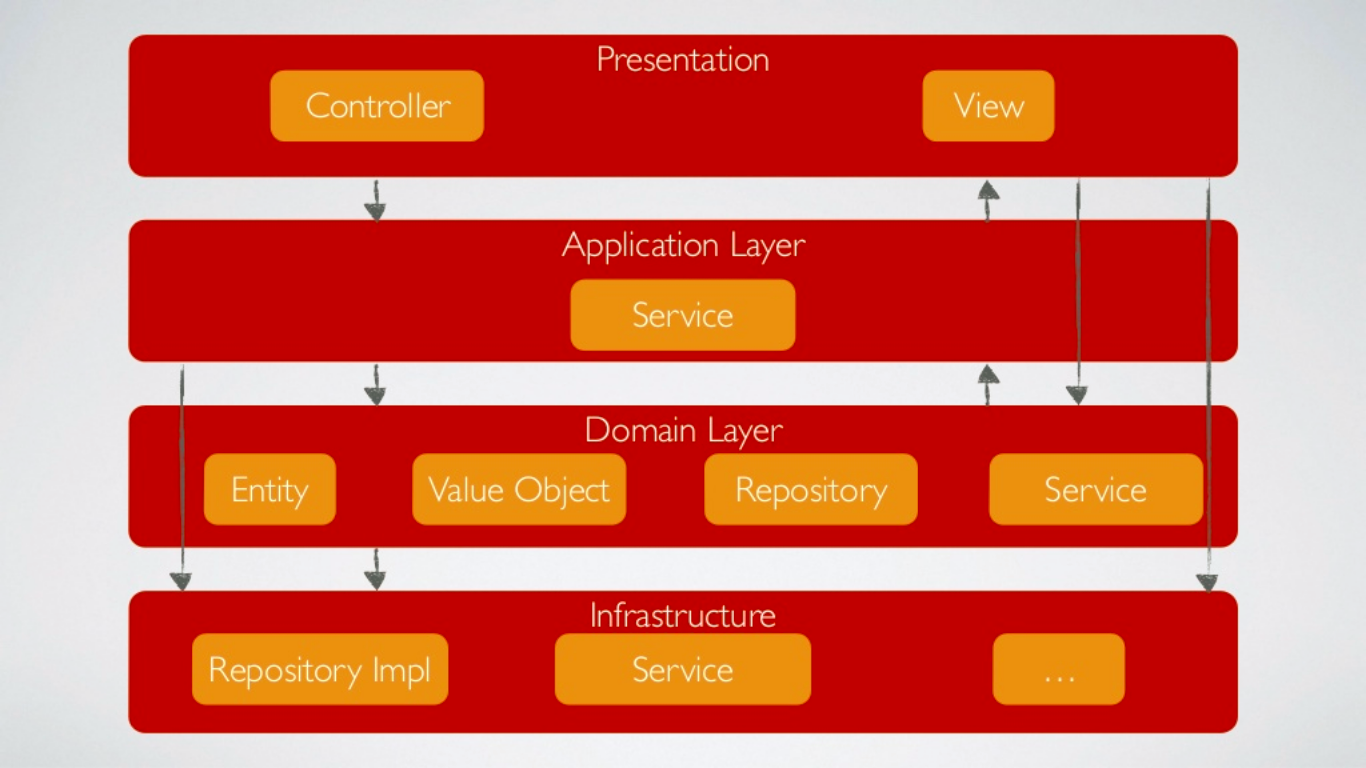 Presentation
Controller
View
Application Layer
Service
Domain Layer
Entity
Value Object
Repository
Service
Infrastructure
Repository Impl
Service
...